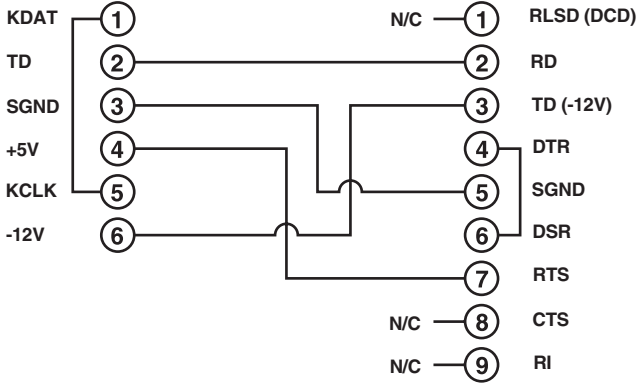 KDAT 1 N/C 1 RLSD (DCD)
TD 2 2 RD
SGND 3 3 TD (-12V)
+5V 4 4 DTR
KCLK 5 5 SGND
-12V 6 6 DSR
7 RTS
N/C 8 CTS
N/C 9 RI